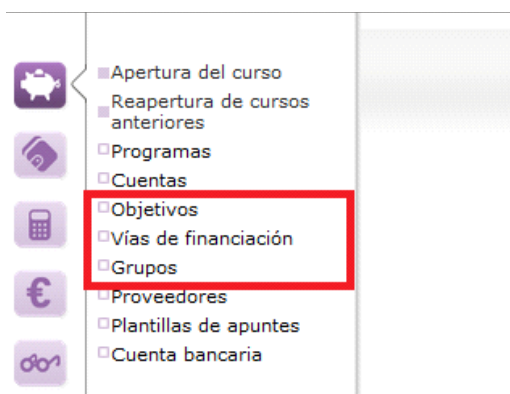 Apertura del curso
Reapertura de cursos
anteriores
Programas
Cuentas
Objetivos
Vías de financiación
Grupos
Proveedores
Plantillas de apuntes
Cuenta bancaria